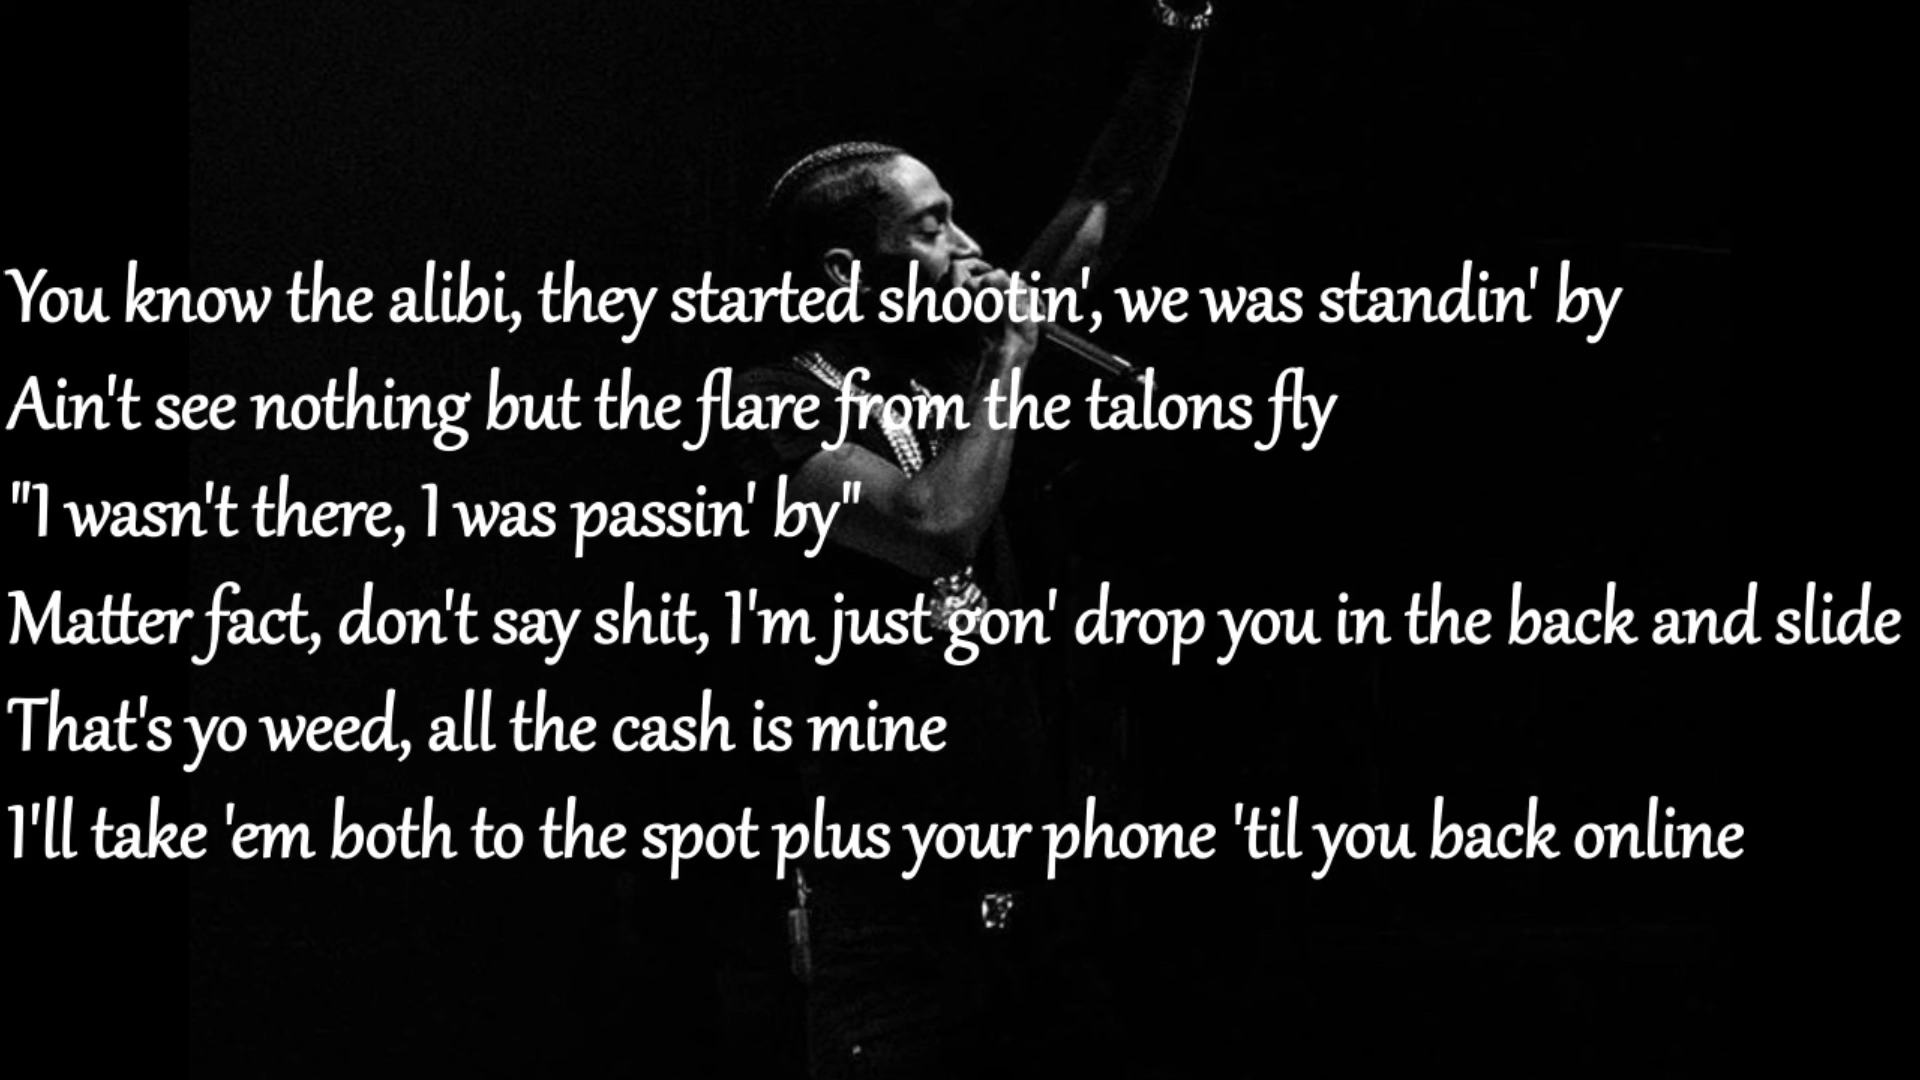 You know the alibi, they started shootin', we was standin' by
Ain't see nothing but the flare from the talons fly
"I wasn't there, I was passin' by"
Matter fact, don't say shit, I'm just gon' drop you in the back and slide
That's yo weed, all the cash is mine
I'll take 'em both to the spot plus your phone 'til you back online